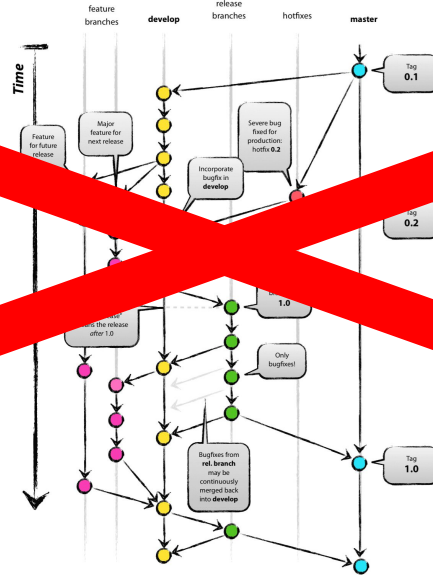 feature
branches
develop
release
branches
hotfixes
master
Time
Tag
0.1
Major
feature for
next release
Severe bug
fixed for
production:
hotfix 0.2
Feature
for future
release
Incorporate
bugfix in
develop
Tag
0.2
1.0
the release
after 1.0
Only
bugfixes!
Bugfixes from
rel. branch
may be
continuously
merged back
into develop
Tag
1.0